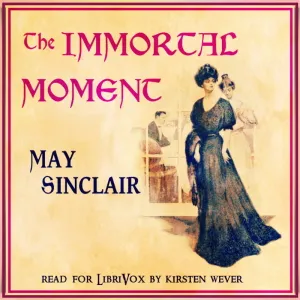 The IMMORTAL
MOMENT
MAY
SINCLAIR
READ FOR LIBRIVOX BY KIRSTEN WEVER